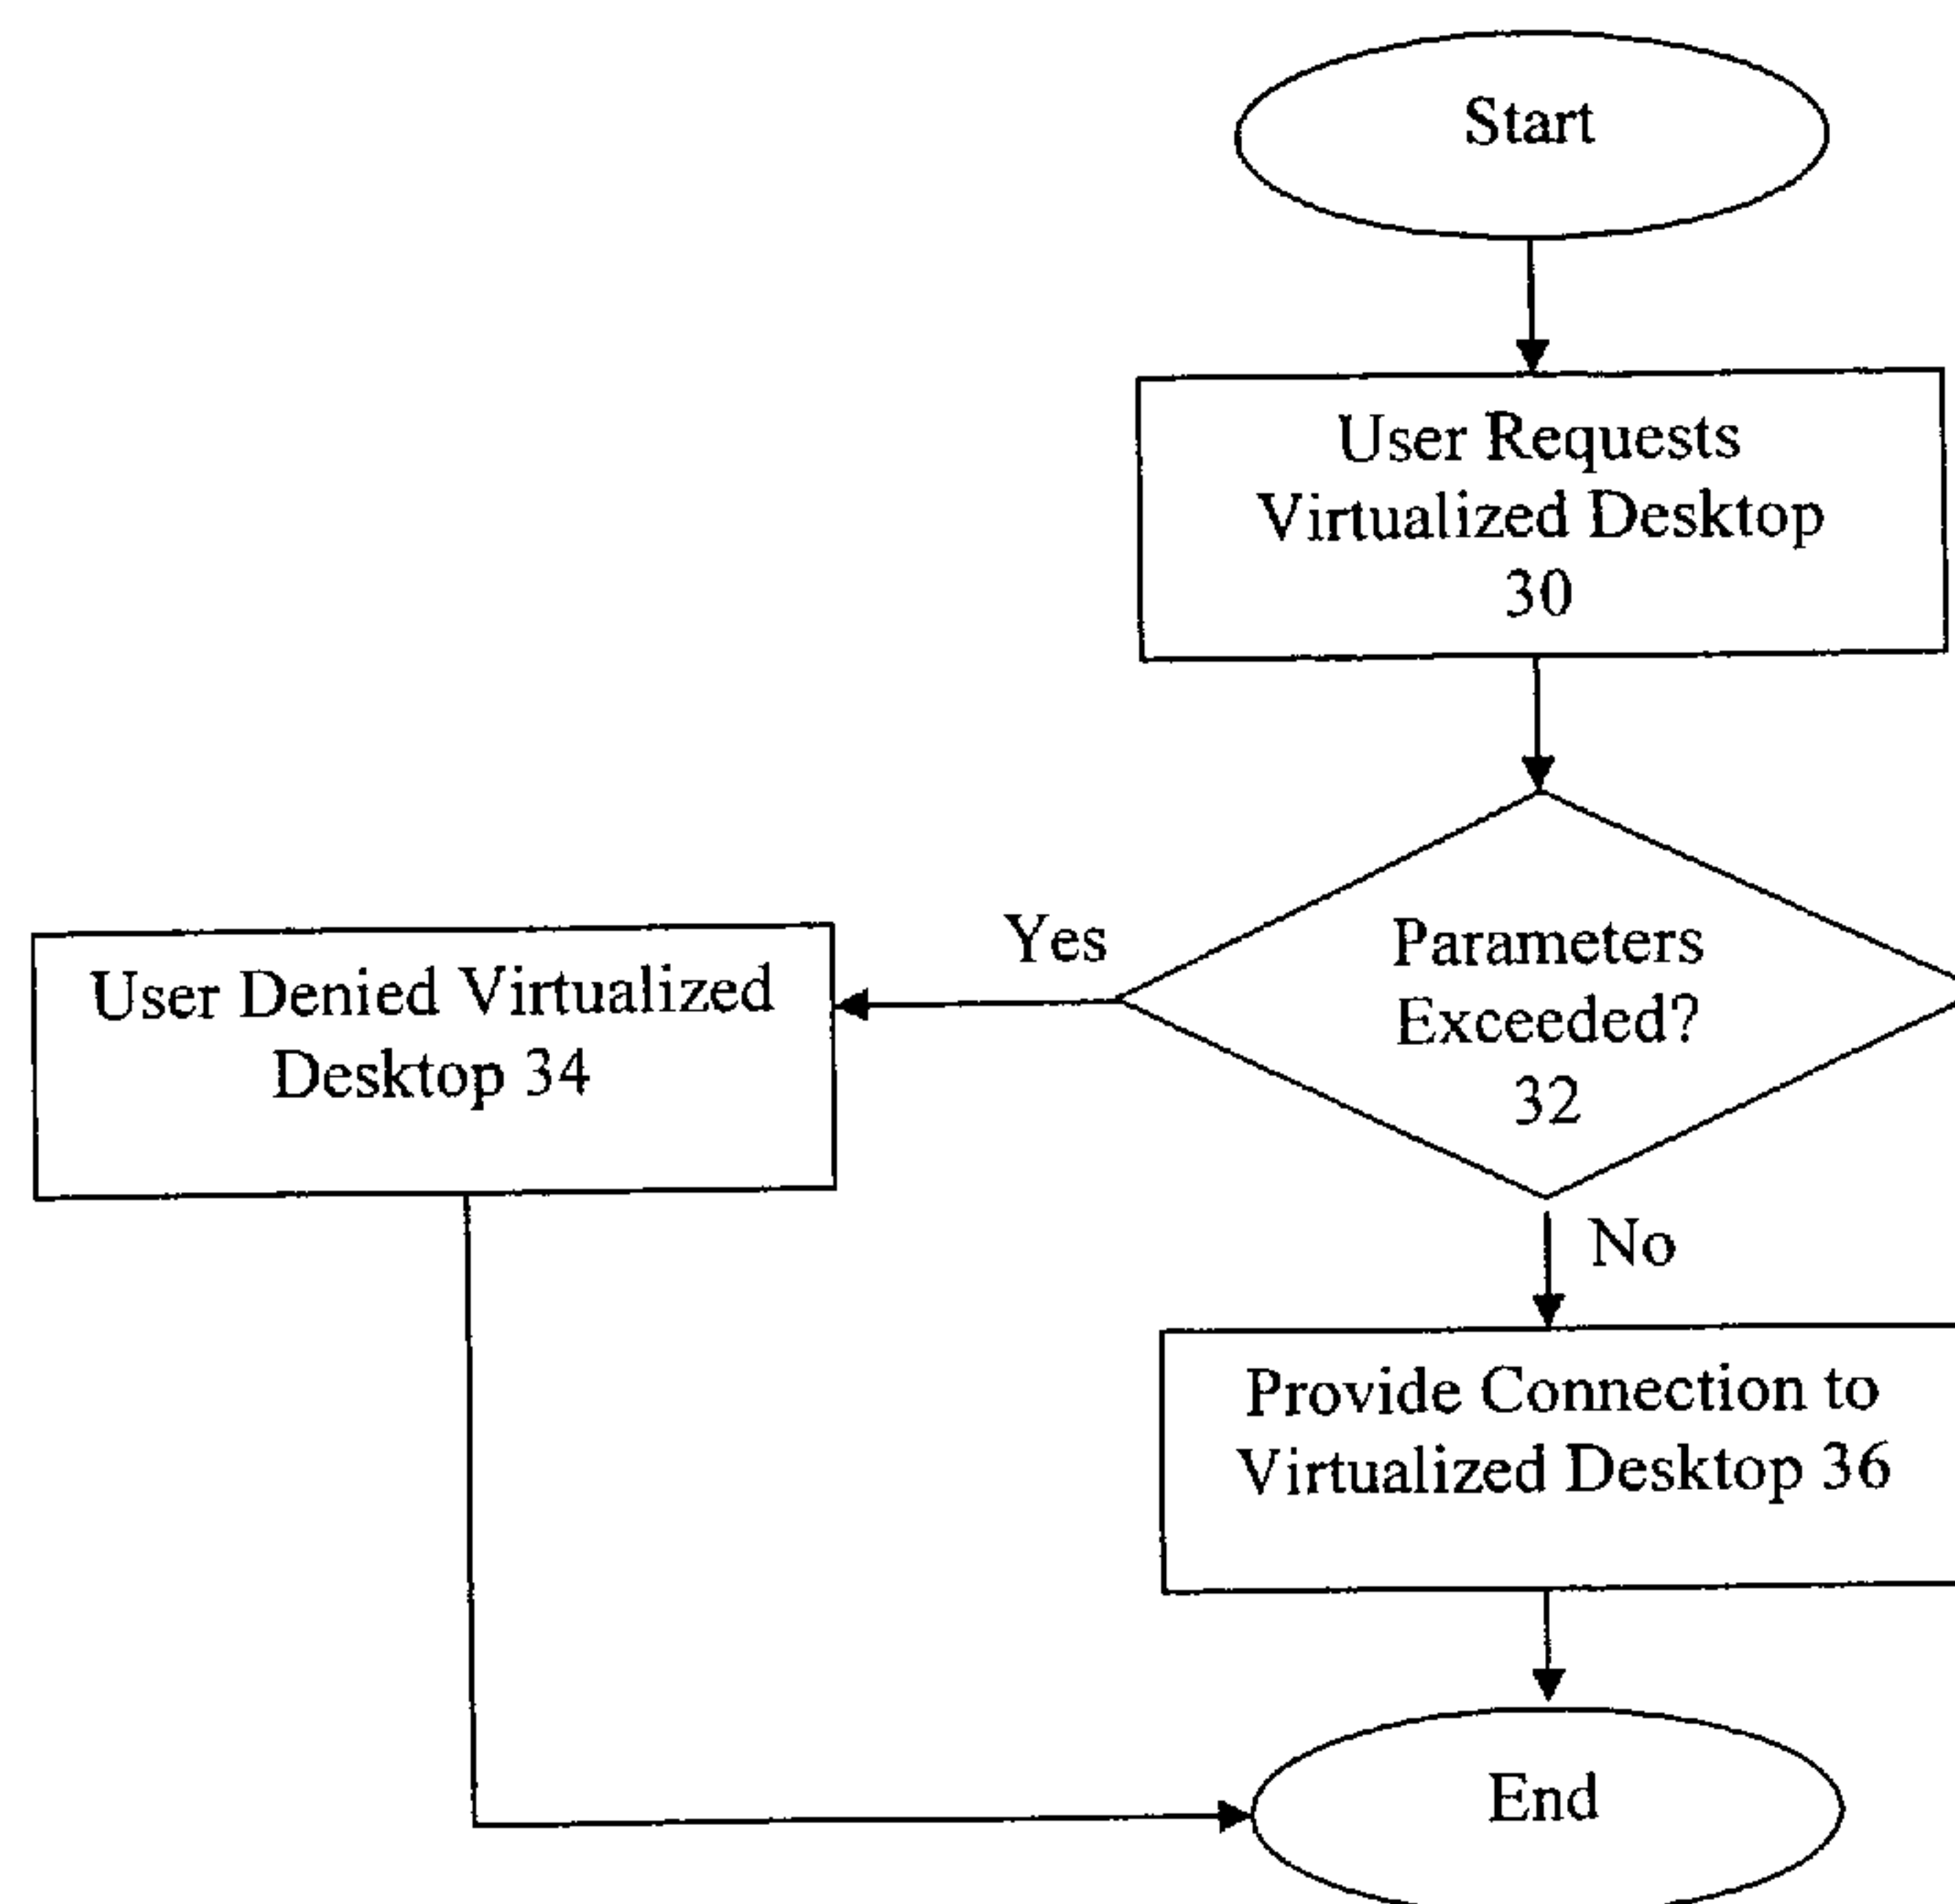 Start
User Requests
Virtualized Desktop
30
Parameters
Exceeded?
32
Yes
User Denied Virtualized
Desktop 34
No
Provide Connection to
Virtualized Desktop 36
End